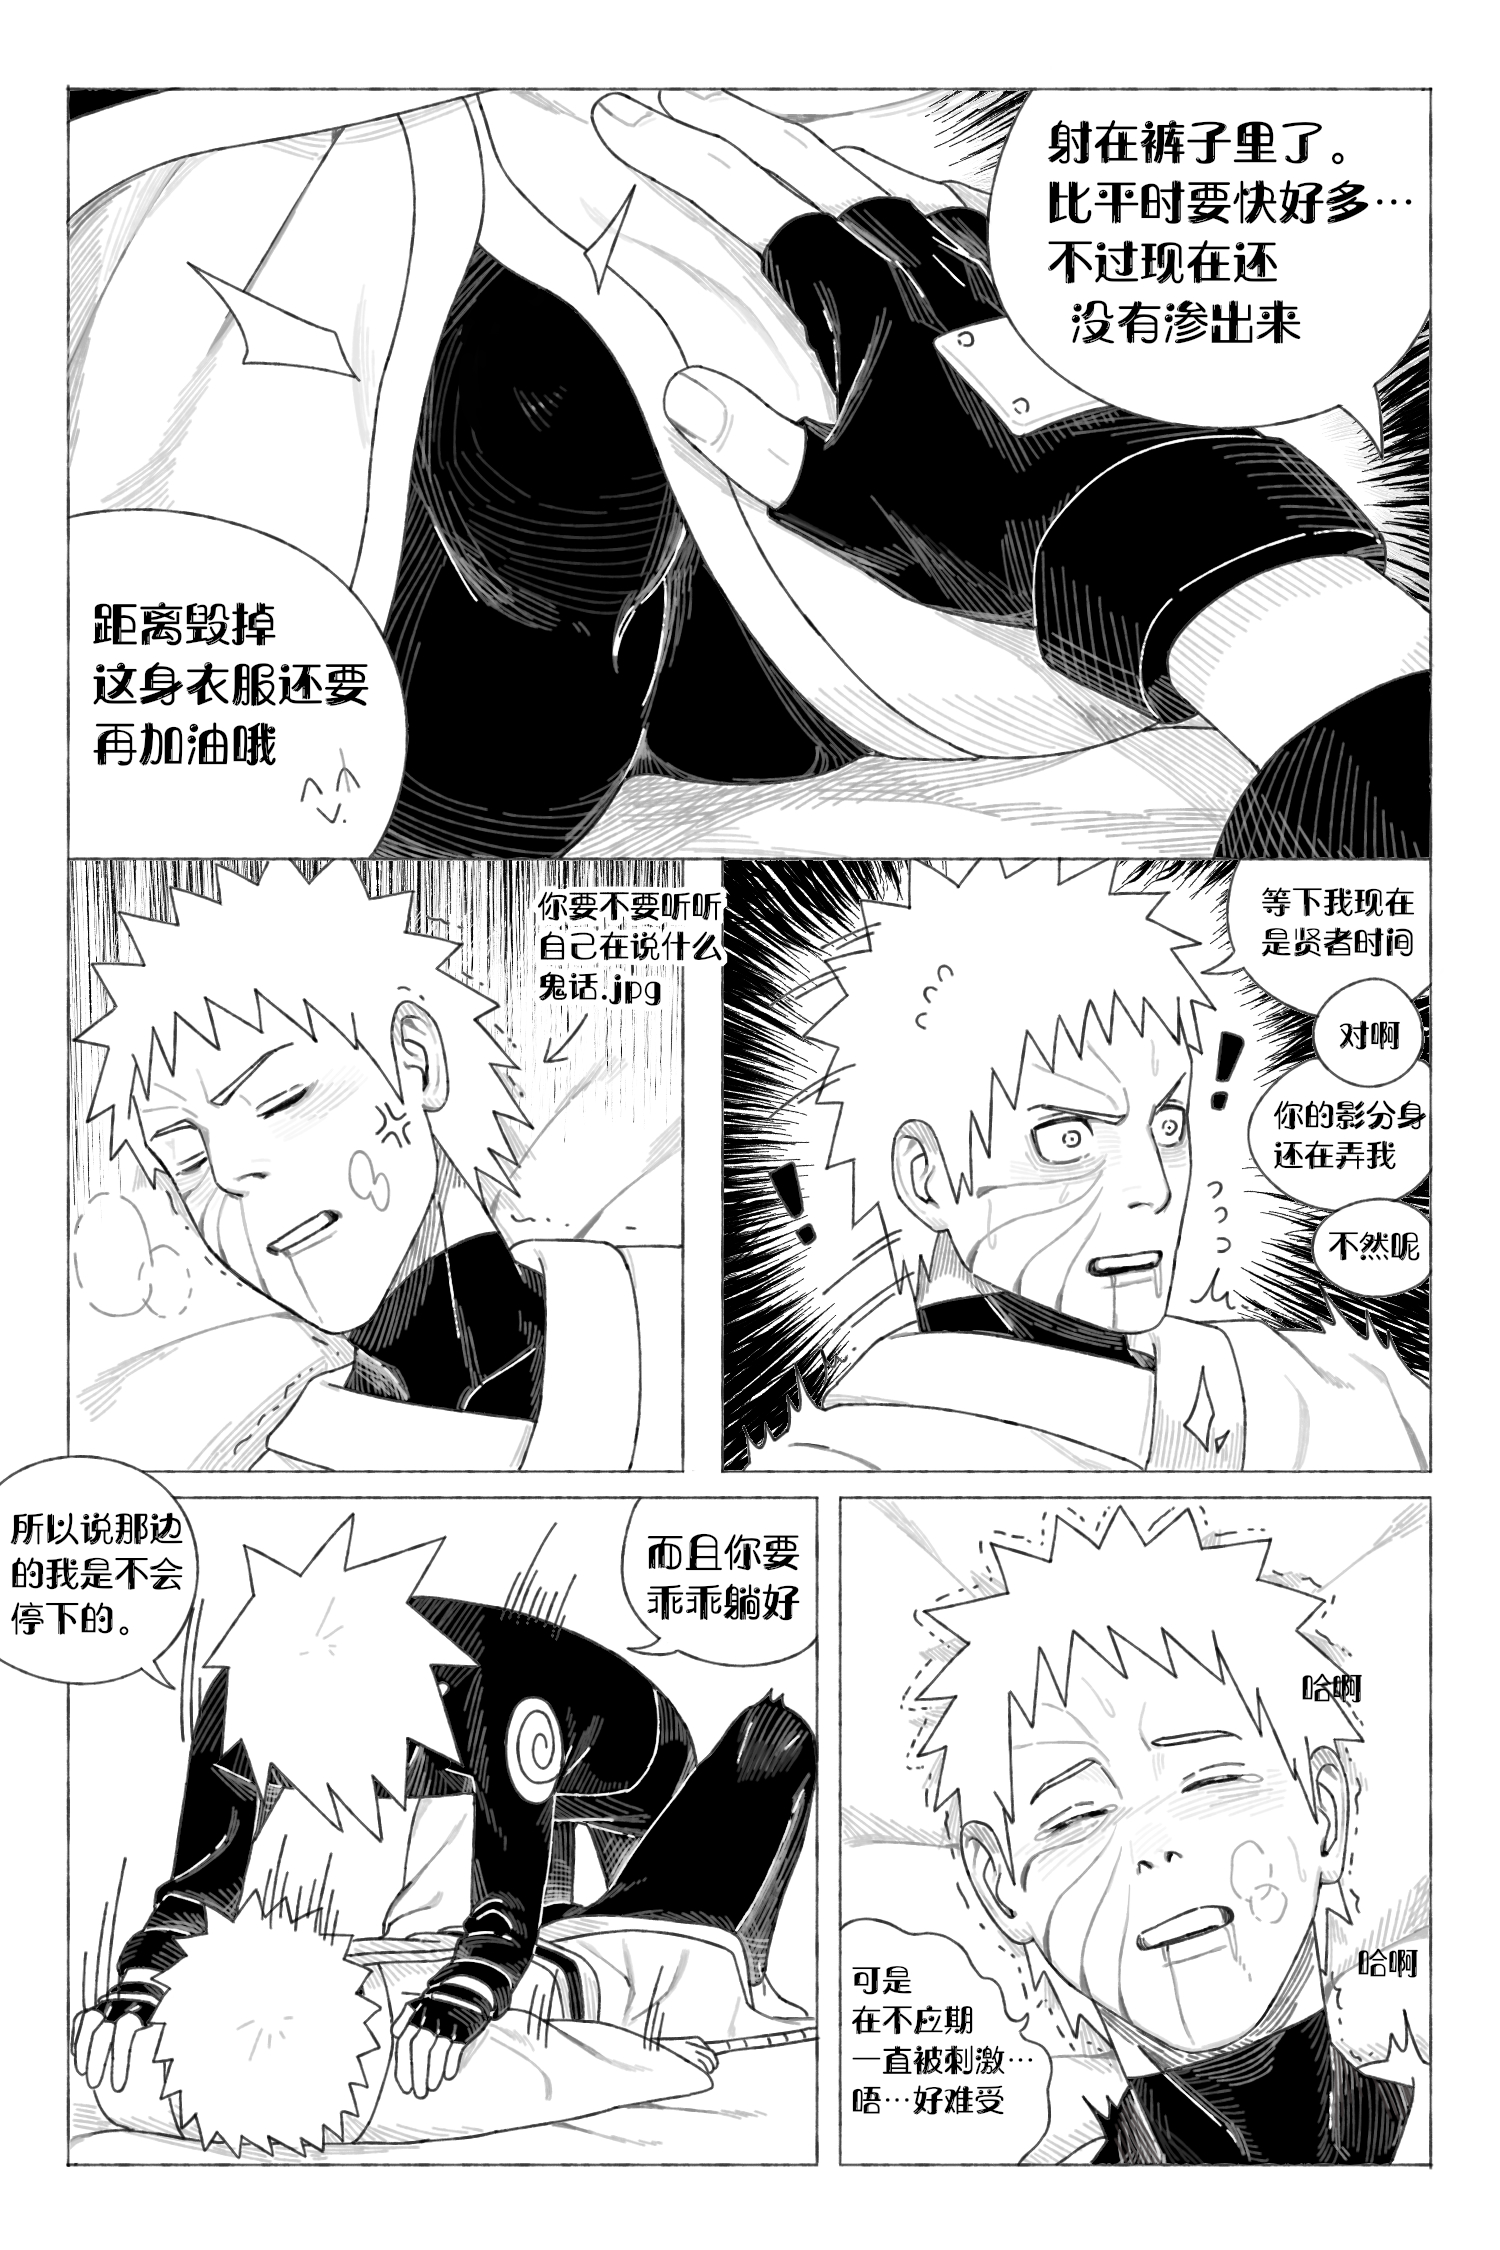 射在裤子里了。
比平时要快好多…
不过现在还
没有渗出来
距离毁掉
这身衣服还要
再加油哦
你要不要听听
自己在说什么
鬼话.jpg
等下我现在
是贤者时间
对啊
你的影分身
还在弄我
不然呢
所以说那边
的我是不会
停下的。
而且你要
乖乖躺好
哈啊
哈啊
可是
在不应期
一直被刺激…
唔…好难受